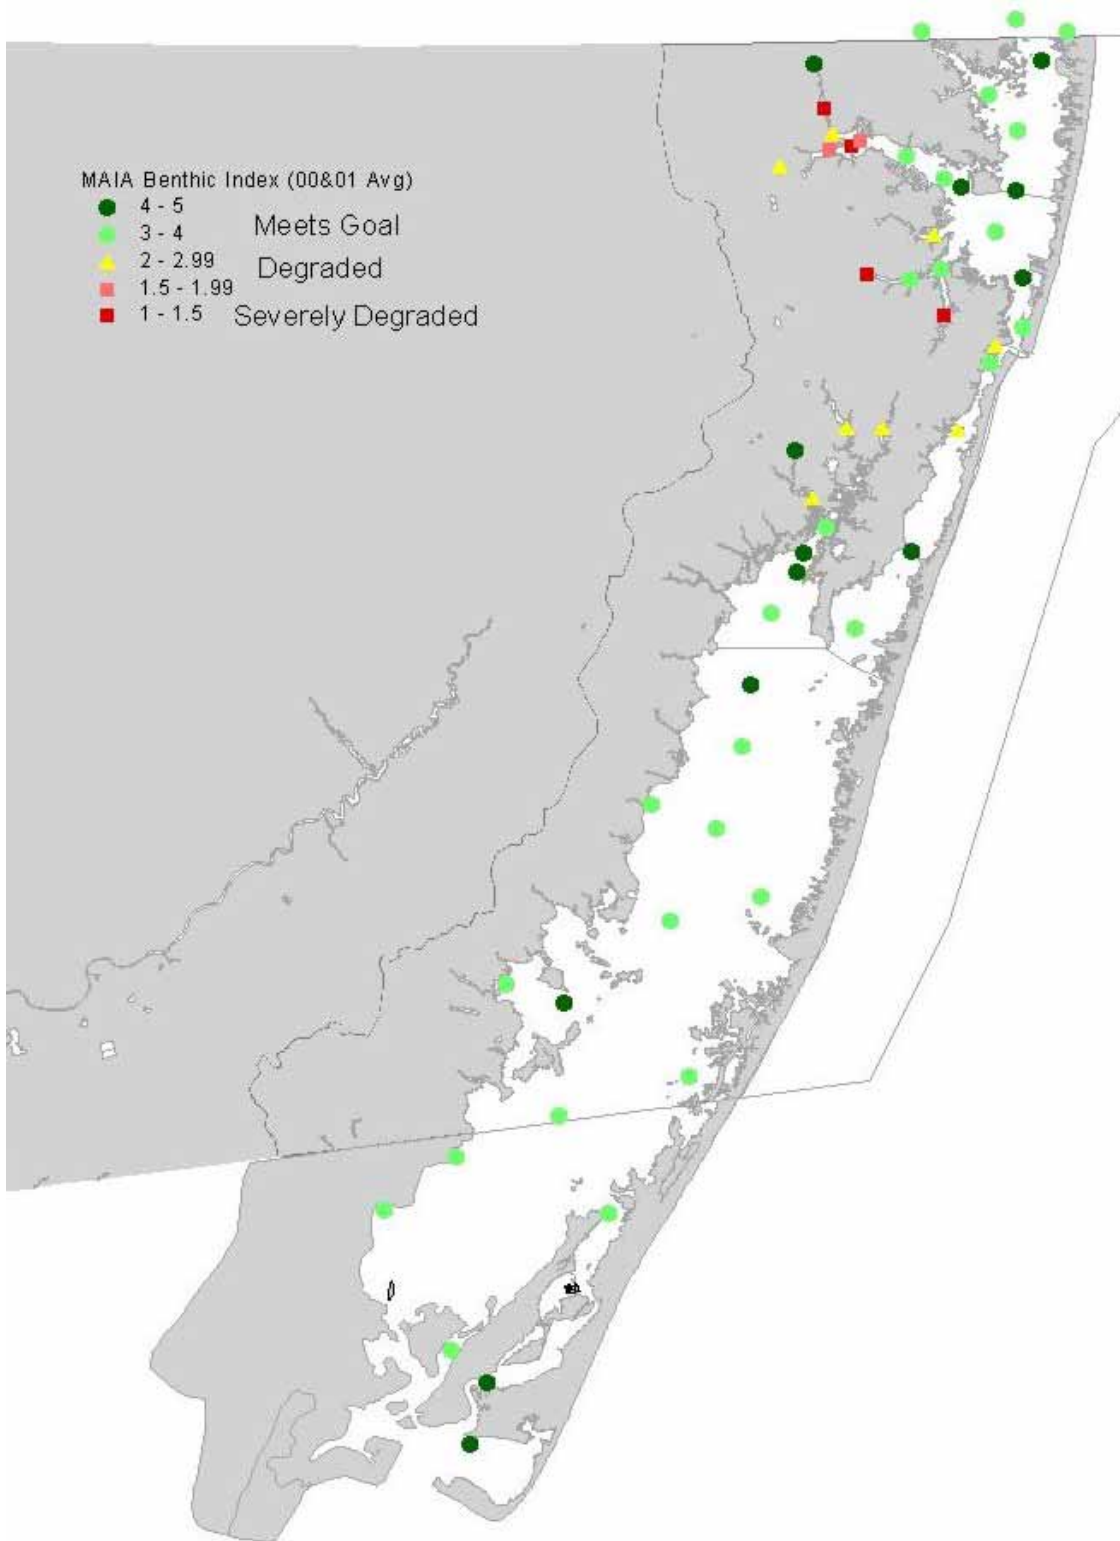 MAIA Benthic Index (00&01 Avg)
4 - 5
Meets Goal
3 - 4
2 - 2.99
Degraded
1.5 - 1.99
1 - 1.5 Severely Degraded